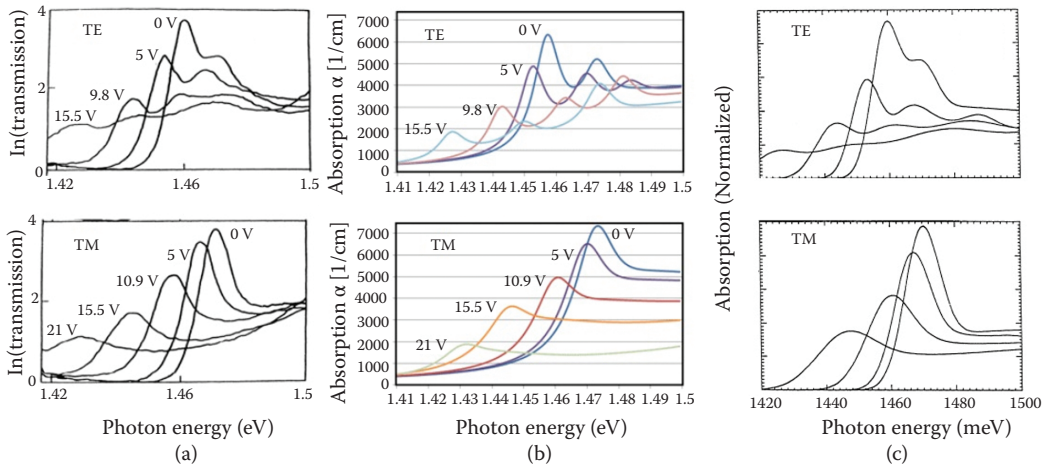 4
TE
0 V
5 V
2
9.8 V
15.5 V
0
1.42
1.46
1.5
ln(transmission)
4
TM
0 V
5 V
10.9 V
2
15.5 V
21 V
0
1.42
1.46
1.5
ln(transmission)
Photon energy (eV)
(a)
7000
6000
5000
4000
3000
2000
1000
0
TE
0 V
5 V
9.8 V
15.5 V
1.41 1.42 1.43 1.44 1.45 1.46 1.47 1.48 1.49 1.5
Absorption α [1/cm]
7000
6000
5000
4000
3000
2000
1000
0
TM
0 V
5 V
10.9 V
15.5 V
21 V
1.41 1.42 1.43 1.44 1.45 1.46 1.47 1.48 1.49 1.5
Absorption α [1/cm]
Photon energy (eV)
(b)
TE
TM
Absorption (Normalized)
1420 1440 1460 1480 1500
Photon energy (meV)
(c)